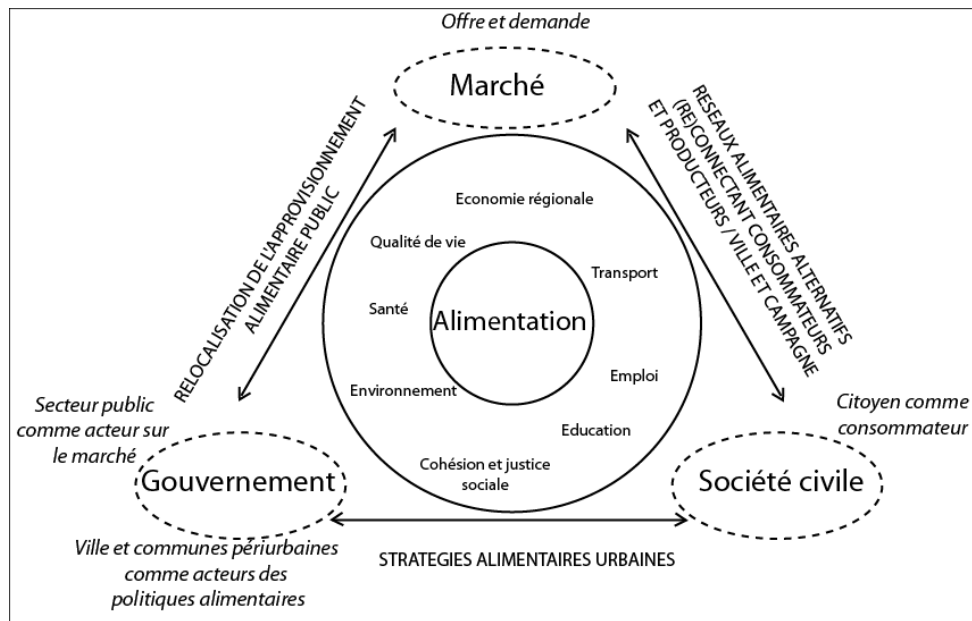 Offre et demande
Marché
RELOCALISATION DE L'APPROVISIONNEMENT
ALIMENTAIRE PUBLIC
RESEAUX ALIMENTAIRES ALTERNATIFS
(RE)CONNECTANT CONSOMMATEURS
ET PRODUCTEURS / VILLE ET CAMPAGNE
Economie régionale
Qualité de vie
Transport
Santé
Alimentation
Emploi
Environnement
Education
Cohésion et justice
sociale
Secteur public
comme acteur sur
le marché
Gouvernement
Ville et communes périurbaines
comme acteurs des
politiques alimentaires
Citoyen comme
consommateur
Société civile
STRATEGIES ALIMENTAIRES URBAINES